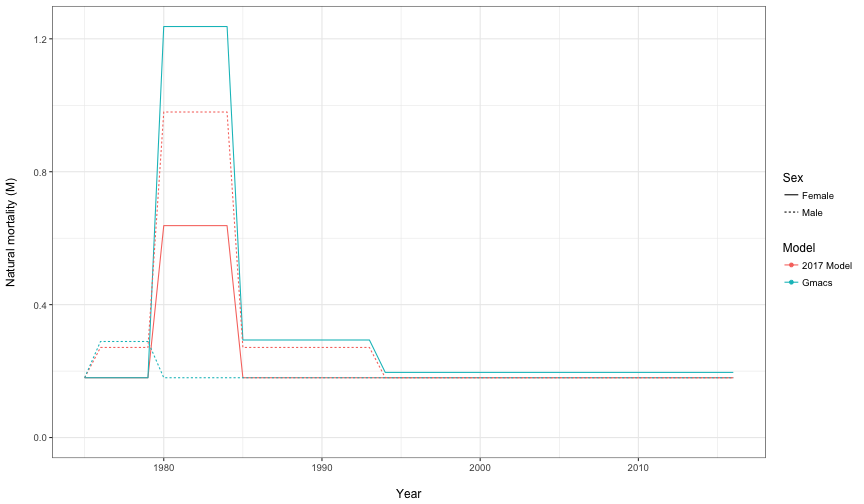 1.2
0.8
0.4
0.0
Natural mortality (M)
1980
1990
2000
2010
Year
Sex
Female
Male
Model
2017 Model
Gmacs